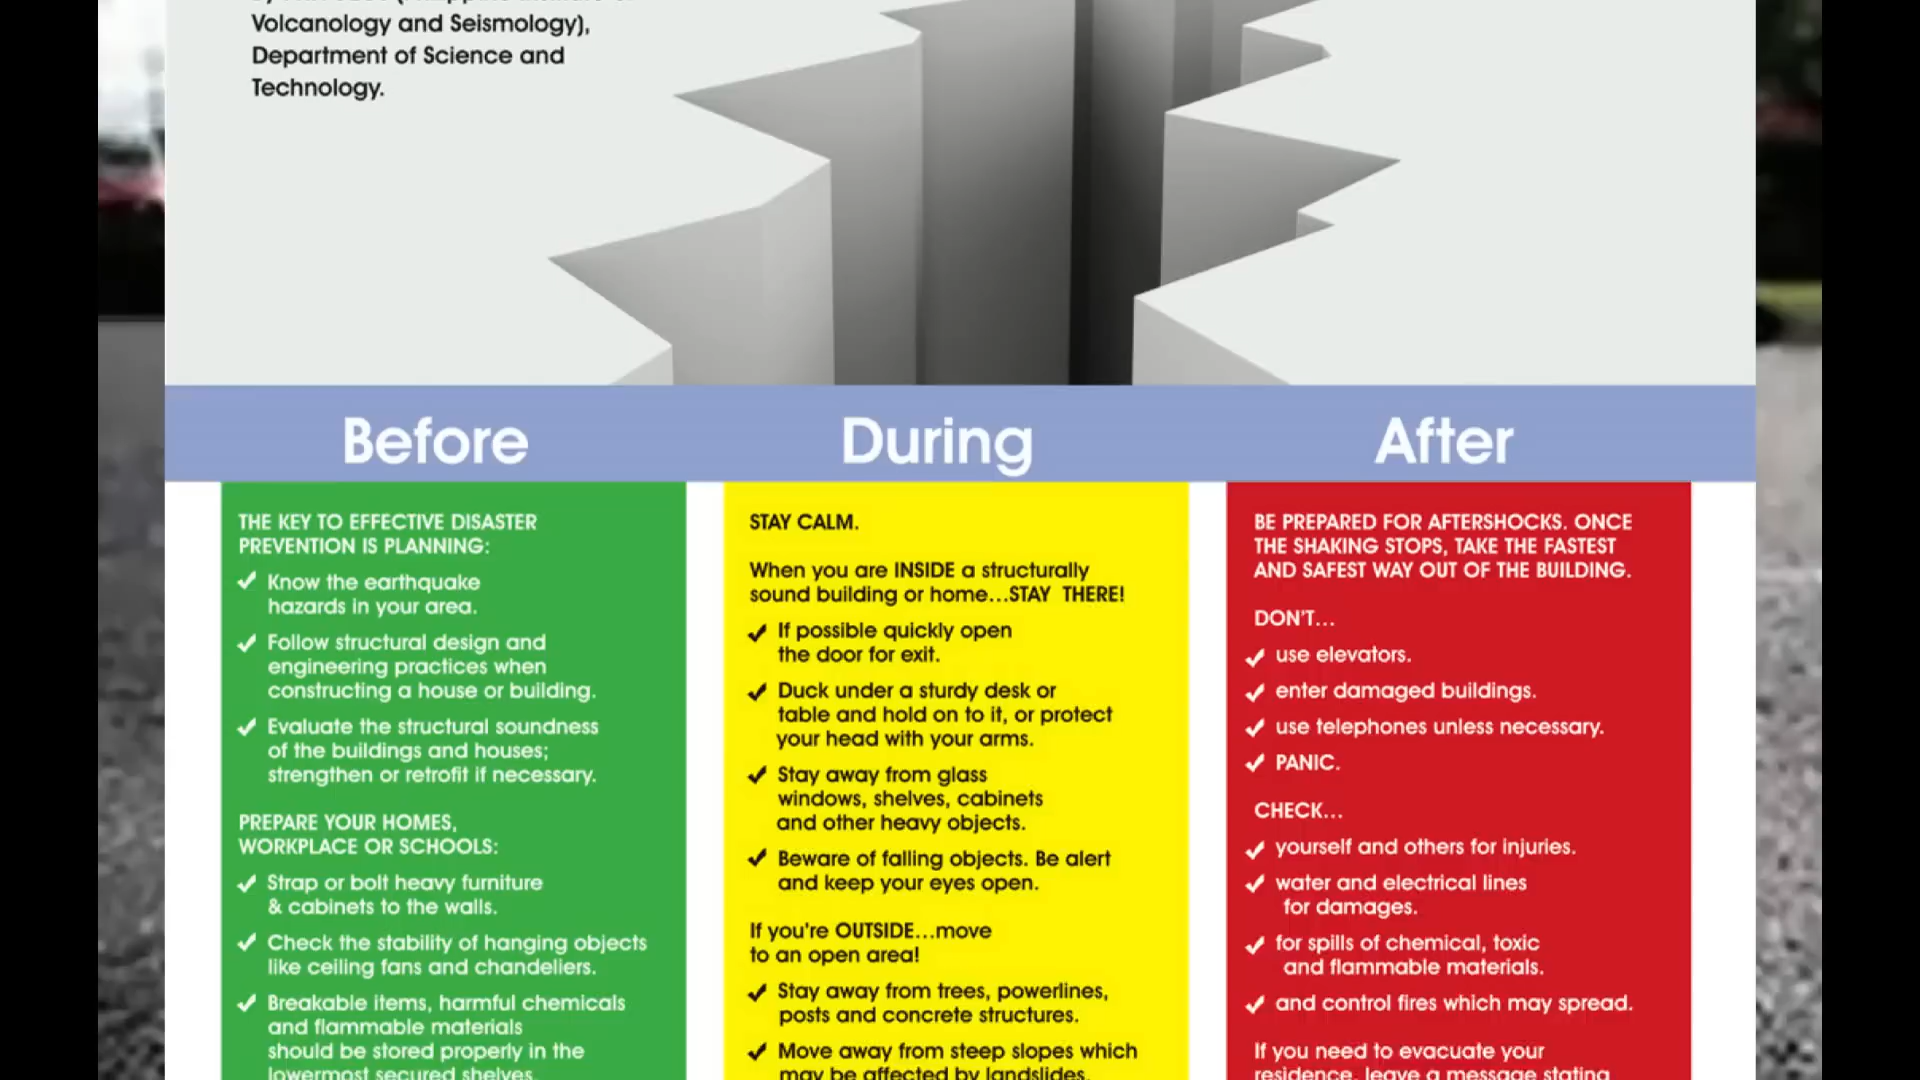 Volcanology and Seismology),
Department of Science and
Technology.
Before
During
After
THE KEY TO EFFECTIVE DISASTER
PREVENTION IS PLANNING:
✓ Know the earthquake
hazards in your area.
✓ Follow structural design and
engineering practices when
constructing a house or building.
✓ Evaluate the structural soundness
of the buildings and houses;
strengthen or retrofit if necessary.
PREPARE YOUR HOMES,
WORKPLACE OR SCHOOLS:
✓ Strap or bolt heavy furniture
& cabinets to the walls.
✓ Check the stability of hanging objects
like ceiling fans and chandeliers.
✓ Breakable items, harmful chemicals
and flammable materials
should be stored properly in the
lowermost secured shelves.
STAY CALM.
When you are INSIDE a structurally
sound building or home...STAY THERE!
✓ If possible quickly open
the door for exit.
✓ Duck under a sturdy desk or
table and hold on to it, or protect
your head with your arms.
✓ Stay away from glass
windows, shelves, cabinets
and other heavy objects.
✓ Beware of falling objects. Be alert
and keep your eyes open.
If you're OUTSIDE...move
to an open area!
✓ Stay away from trees, powerlines,
posts and concrete structures.
✓ Move away from steep slopes which
may be affected by landslides.
BE PREPARED FOR AFTERSHOCKS. ONCE
THE SHAKING STOPS, TAKE THE FASTEST
AND SAFEST WAY OUT OF THE BUILDING.
DON'T...
✓ use elevators.
✓ enter damaged buildings.
✓ use telephones unless necessary.
✓ PANIC.
CHECK...
✓ yourself and others for injuries.
✓ water and electrical lines
for damages.
✓ for spills of chemical, toxic
and flammable materials.
✓ and control fires which may spread.
If you need to evacuate your
residence, leave a message stating